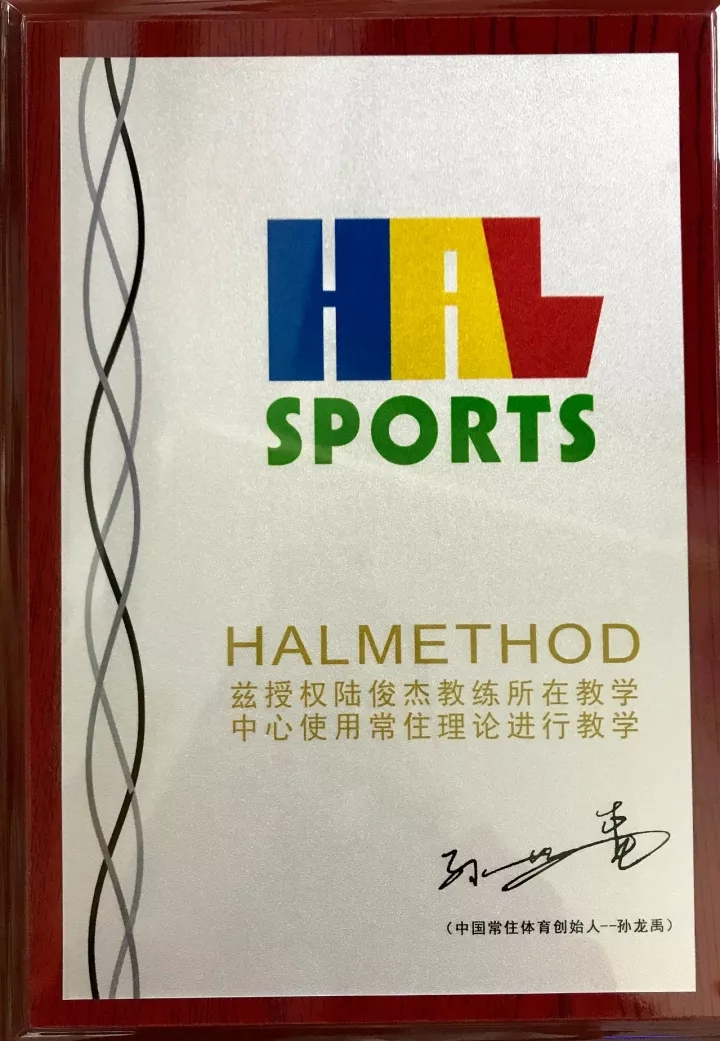 HAL
SPORTS
HALMETHOD
兹授权陆俊杰教练所在教学
中心使用常住理论进行教学
（中国常住体育创始人--孙龙禹）